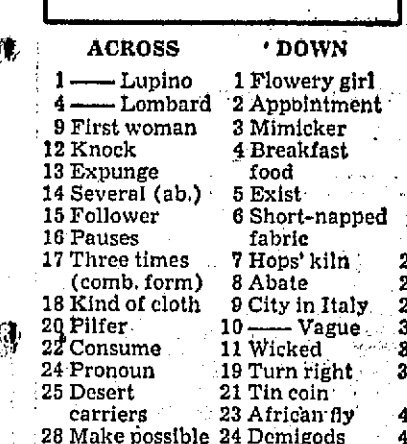 ACROSS
1 —— Lupino
4 —— Lombard
9 First woman
12 Knock
13 Expunge
14 Several (ab.)
15 Follower
16 Pauses
17 Three times
(comb. form)
18 Kind of cloth
20 Pilfer
22 Consume
24 Pronoun
25 Desert
carriers
28 Make possible
DOWN
1 Flowery girl
2 Appointment
3 Mimicker
4 Breakfast
food
5 Exist
6 Short-napped
fabric
7 Hops' kiln
8 Abate
9 City in Italy
10 —— Vague
11 Wicked
19 Turn right
21 Tin coin
23 African fly
24 Demigods